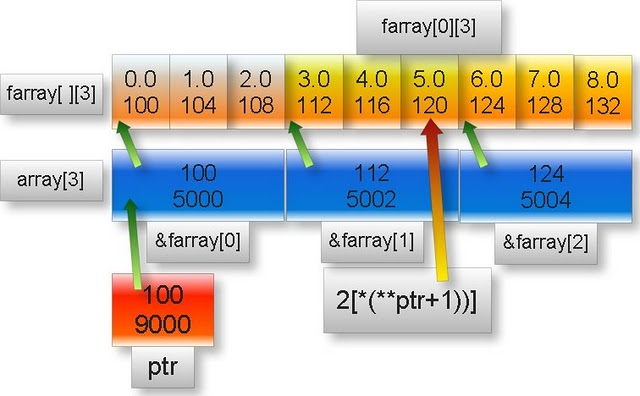 farray[0][3]
farray[ ][3]
0.0 1.0 2.0 3.0 4.0 5.0 6.0 7.0 8.0
100 104 108 112 116 120 124 128 132
array[3]
100 112 124
5000 5002 5004
&farray[0] &farray[1] &farray[2]
100
9000
2[*(**ptr+1))]
ptr